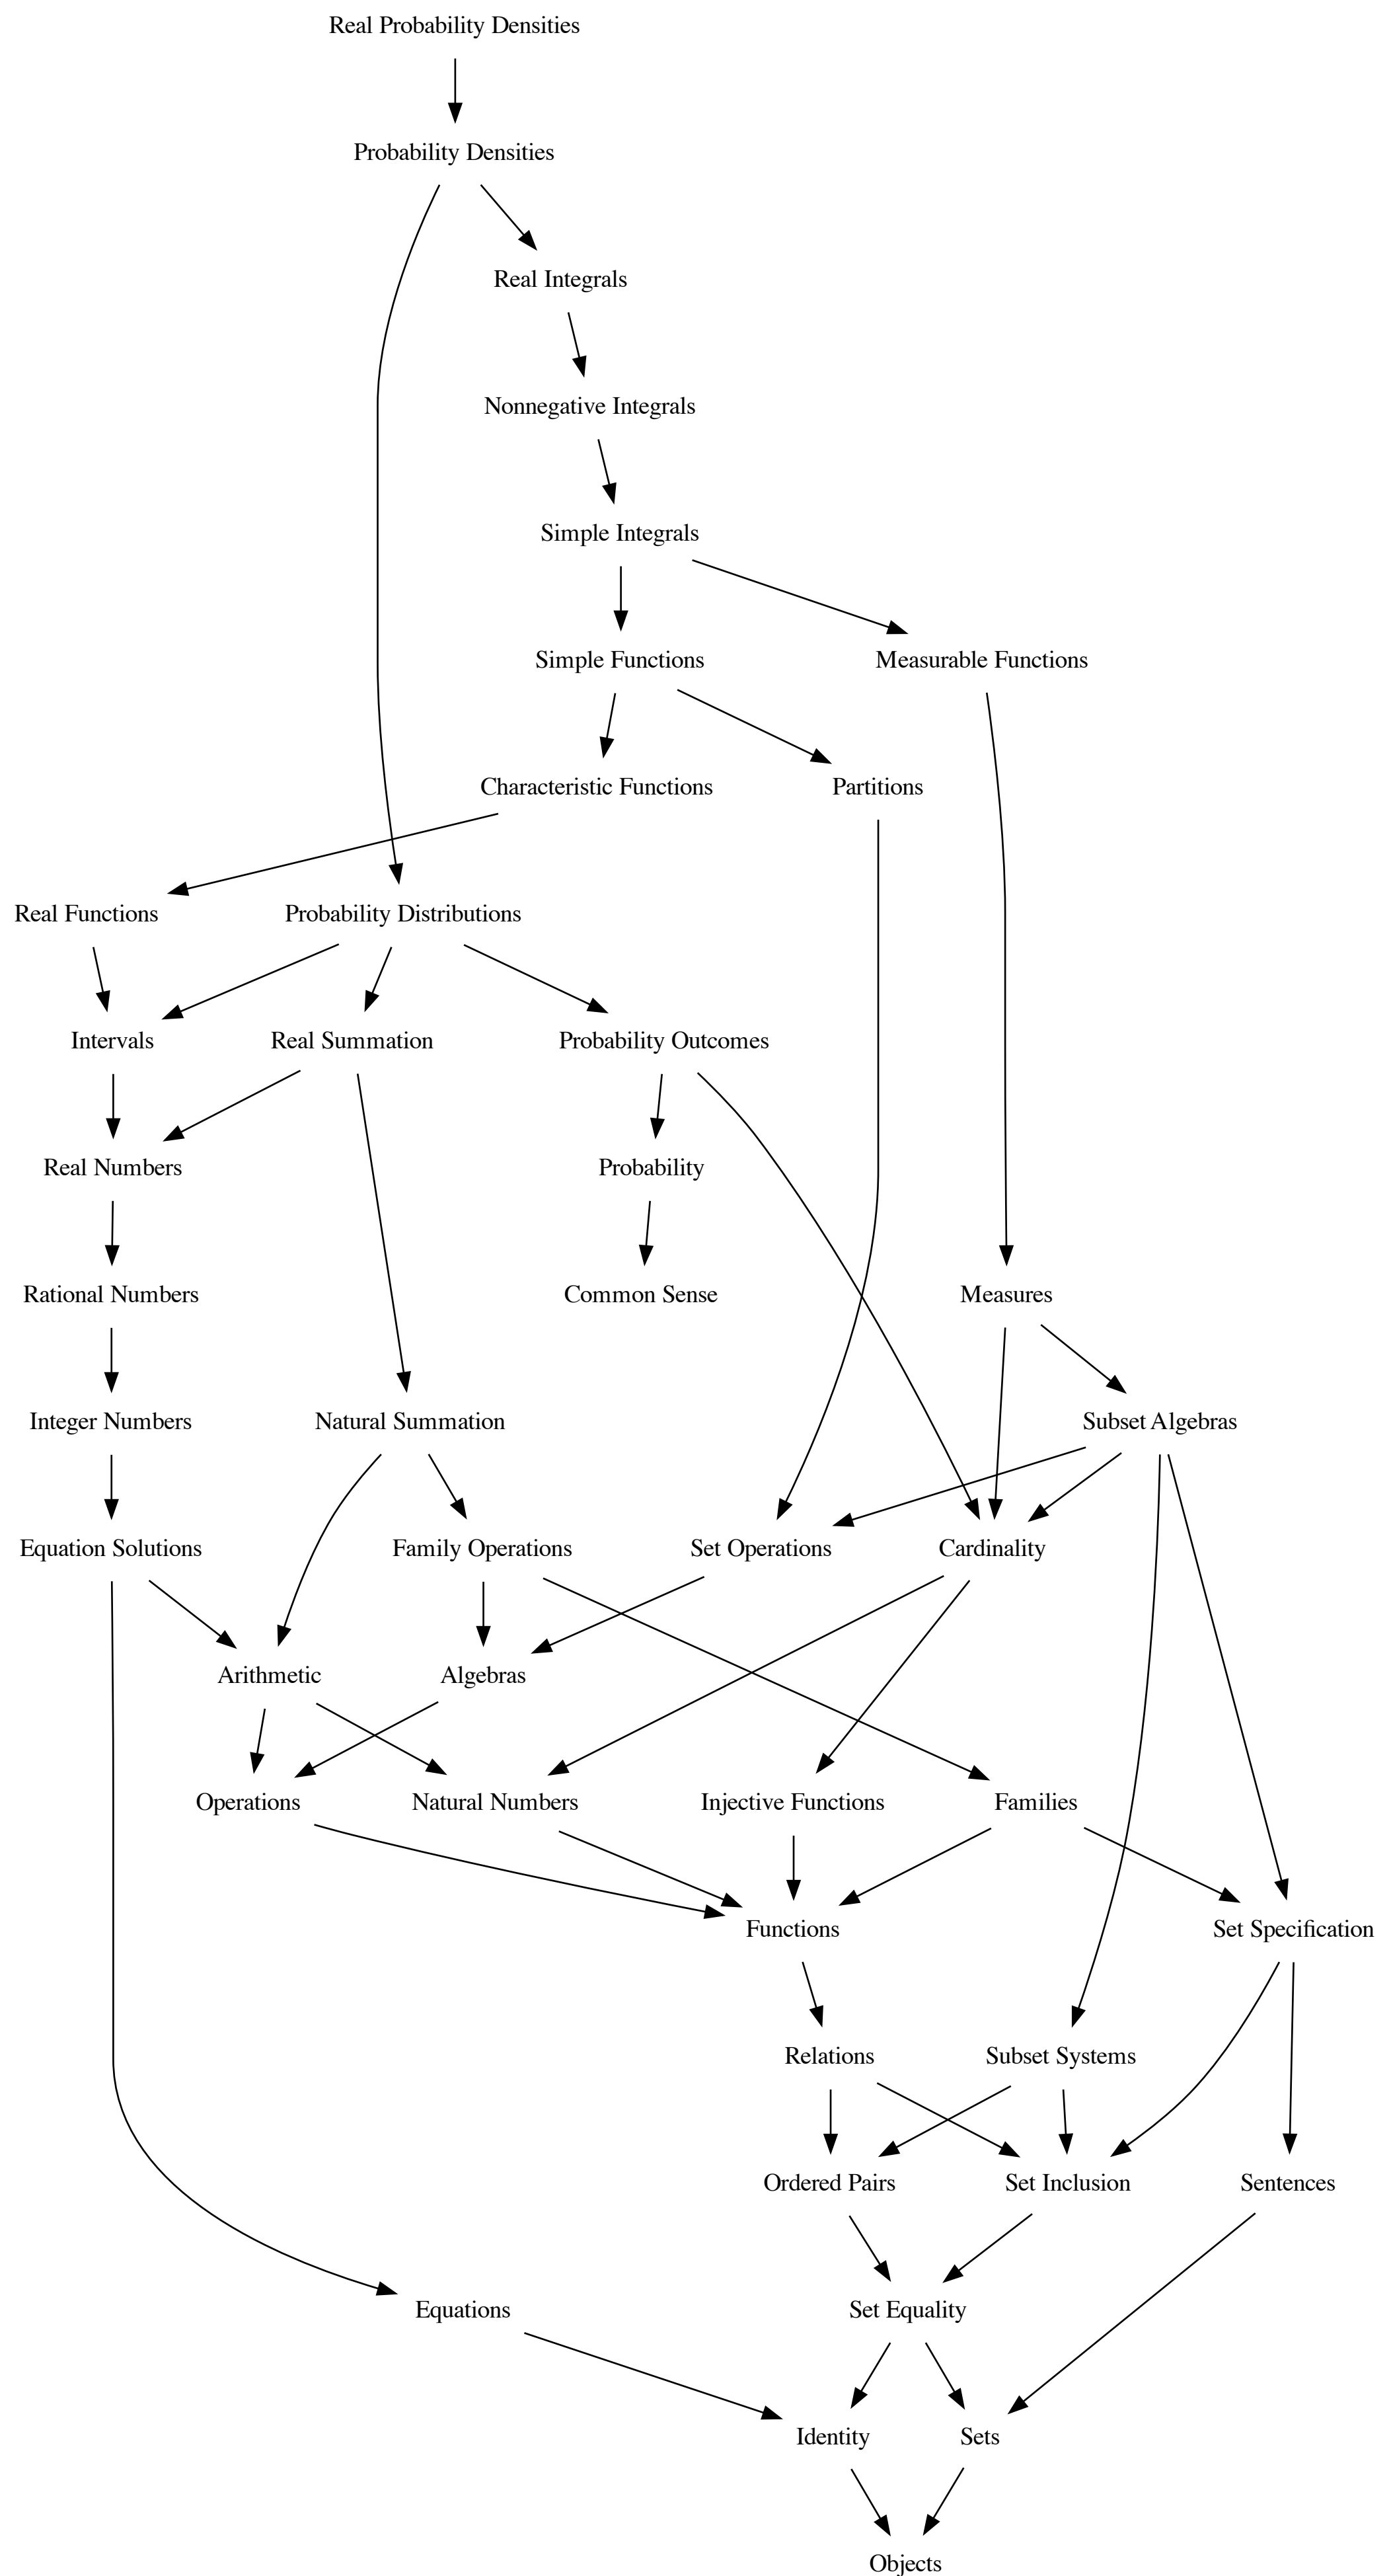 Real Probability Densities
Probability Densities
Real Integrals
Nonnegative Integrals
Simple Integrals
Simple Functions
Measurable Functions
Characteristic Functions
Partitions
Real Functions
Probability Distributions
Intervals
Real Summation
Probability Outcomes
Real Numbers
Probability
Rational Numbers
Common Sense
Measures
Integer Numbers
Natural Summation
Subset Algebras
Equation Solutions
Family Operations
Set Operations
Cardinality
Arithmetic
Algebras
Operations
Natural Numbers
Injective Functions
Families
Functions
Set Specification
Relations
Subset Systems
Ordered Pairs
Set Inclusion
Sentences
Equations
Set Equality
Identity
Sets
Objects